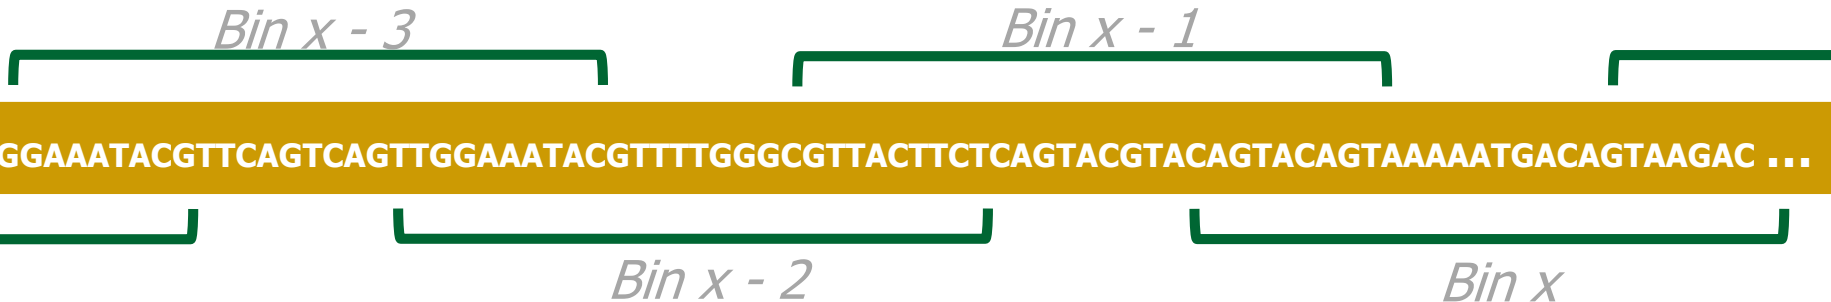 Bin x - 3
Bin x - 1
GGAAATACGTTCAGTCAGTTGGAAATACGTTTTGGGCGTTACTTCTCAGTACGTACAGTACAGTAAAAATGACAGTAAGAC ...
Bin x - 2
Bin x